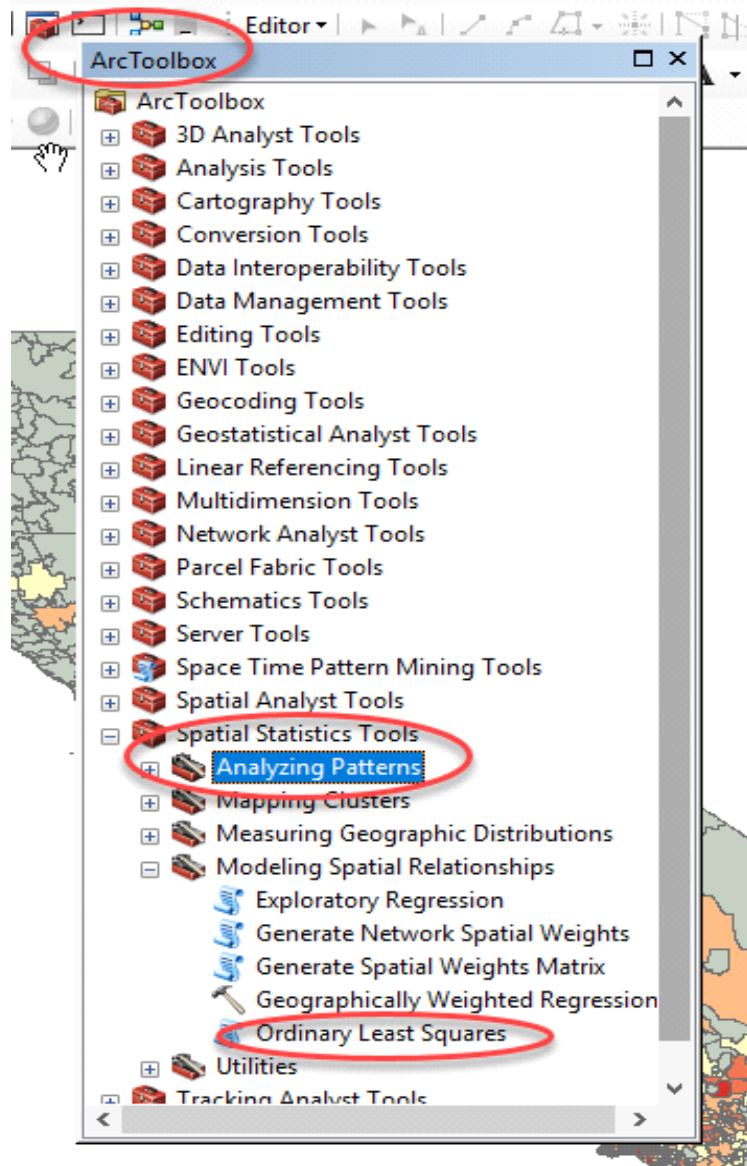 Editor
ArcToolbox
ArcToolbox
3D Analyst Tools
Analysis Tools
Cartography Tools
Conversion Tools
Data Interoperability Tools
Data Management Tools
Editing Tools
ENVI Tools
Geocoding Tools
Geostatistical Analyst Tools
Linear Referencing Tools
Multidimension Tools
Network Analyst Tools
Parcel Fabric Tools
Schematics Tools
Server Tools
Space Time Pattern Mining Tools
Spatial Analyst Tools
Spatial Statistics Tools
Analyzing Patterns
Mapping Clusters
Measuring Geographic Distributions
Modeling Spatial Relationships
Exploratory Regression
Generate Network Spatial Weights
Generate Spatial Weights Matrix
Geographically Weighted Regression
Ordinary Least Squares
Utilities
Tracking Analyst Tools